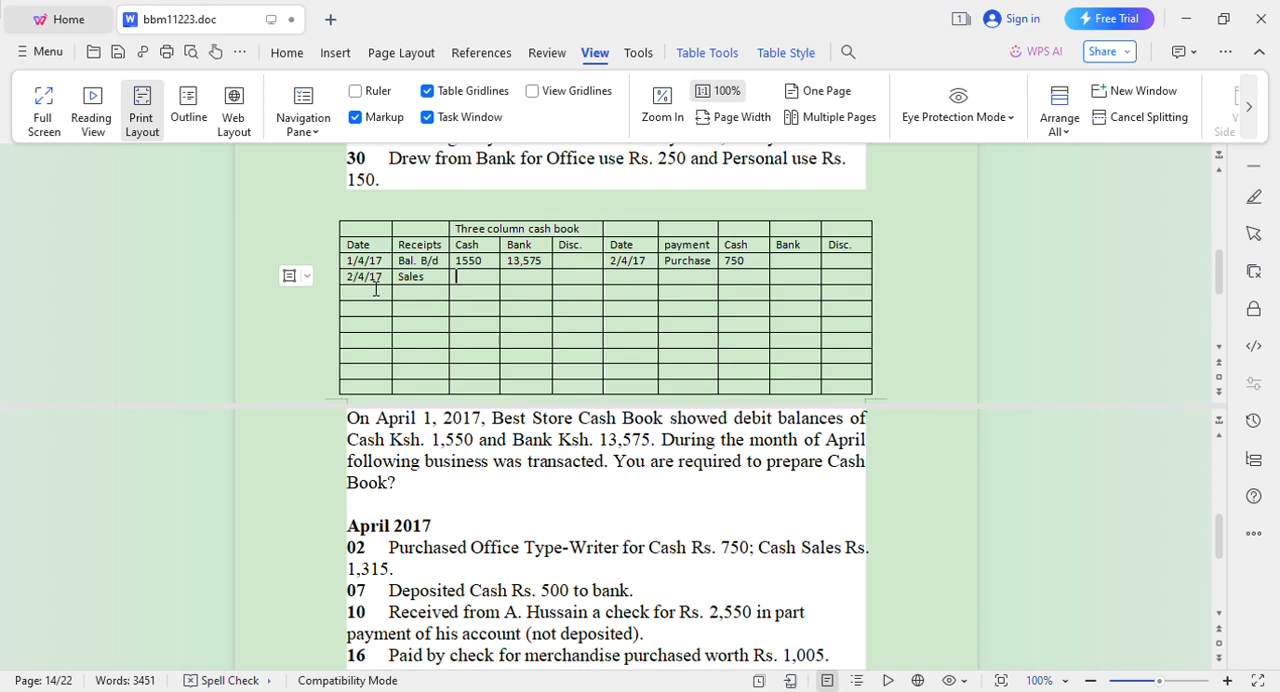 Home
bbm11223.doc
Sign in
Free Trial
Menu
Home Insert Page Layout References Review View Tools Table Tools Table Style
WPS AI
Share
Full Screen
Reading View
Print Layout
Outline
Web Layout
Navigation Pane
Ruler
Markup
Table Gridlines
Task Window
View Gridlines
Zoom In
100%
Page Width
One Page
Multiple Pages
Eye Protection Mode
Arrange All
New Window
Cancel Splitting
Side
30 Drew from Bank for Office use Rs. 250 and Personal use Rs.
150.
Three column cash book
Date Receipts Cash Bank Disc. Date payment Cash Bank Disc.
1/4/17 Bal. B/d 1550 13,575 2/4/17 Purchase 750
2/4/17 Sales
On April 1, 2017, Best Store Cash Book showed debit balances of
Cash Ksh. 1,550 and Bank Ksh. 13,575. During the month of April
following business was transacted. You are required to prepare Cash
Book?
April 2017
02 Purchased Office Type-Writer for Cash Rs. 750; Cash Sales Rs.
1,315.
07 Deposited Cash Rs. 500 to bank.
10 Received from A. Hussain a check for Rs. 2,550 in part
payment of his account (not deposited).
16 Paid by check for merchandise purchased worth Rs. 1,005.
Page: 14/22 Words: 3451 Spell Check Compatibility Mode 100%